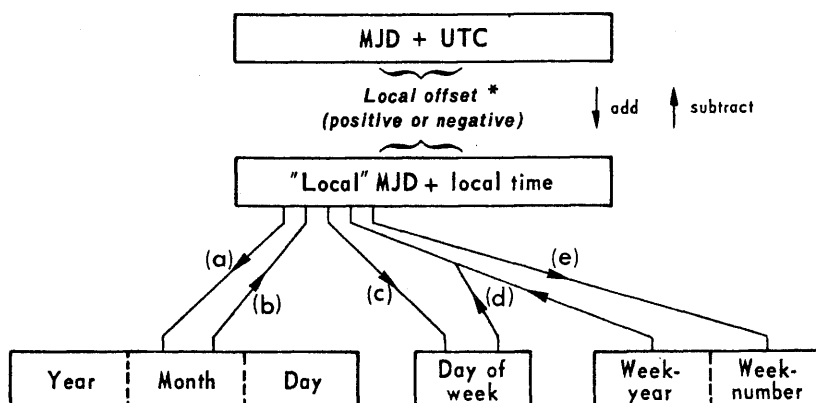 MJD + UTC
Local offset *
(positive or negative)
add
subtract
"Local" MJD + local time
(a)
(b)
(c)
(d)
(e)
Year
Month
Day
Day of
week
Week-
year
Week-
number